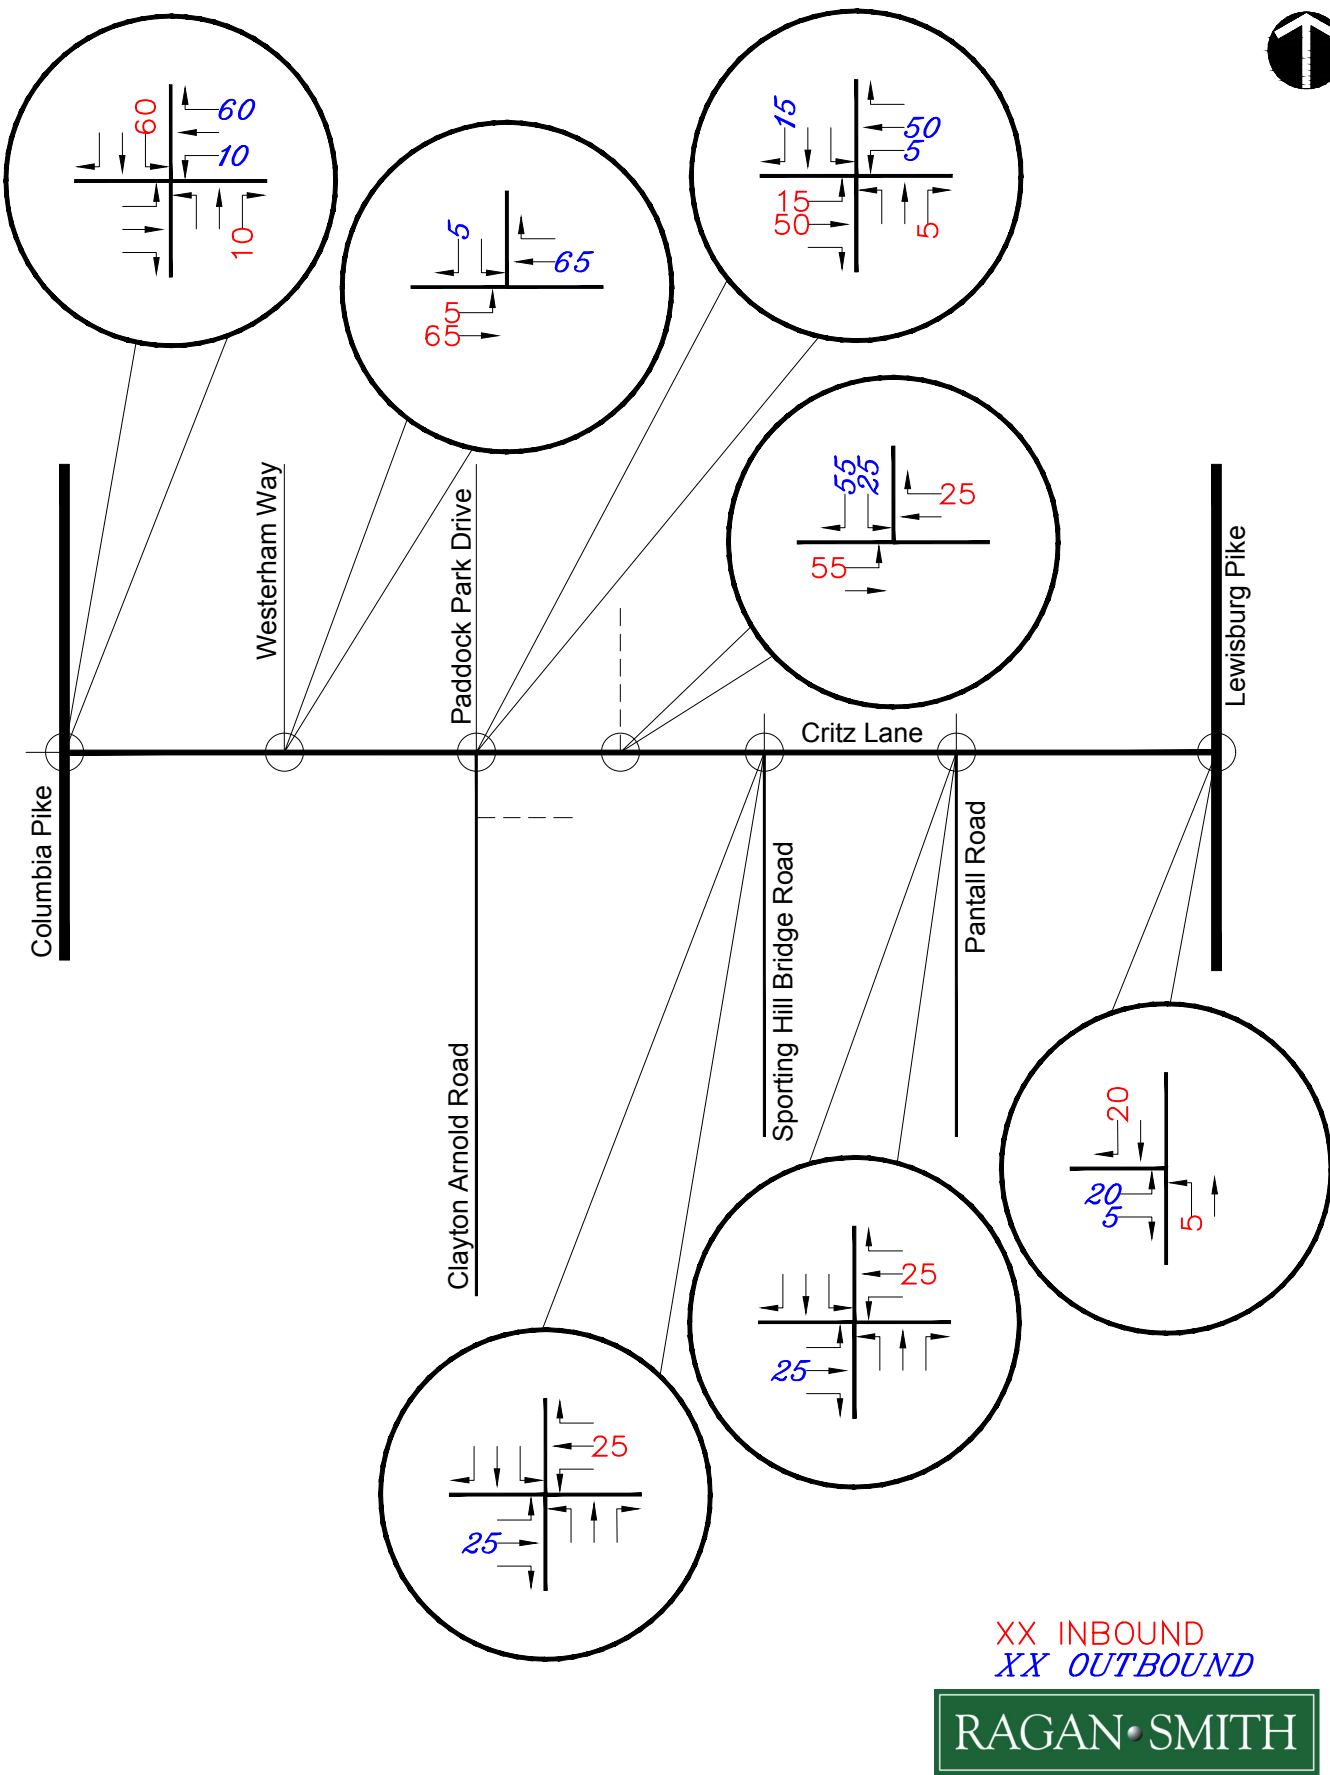 60
60
10
10
5
65
5
65
15
50
5
15
50
5
55
25
25
55
Westerham Way
Paddock Park Drive
Lewisburg Pike
Critz Lane
Columbia Pike
Clayton Arnold Road
Sporting Hill Bridge Road
Pantall Road
20
20
5
5
25
25
25
25
XX INBOUND
XX OUTBOUND
RAGAN SMITH